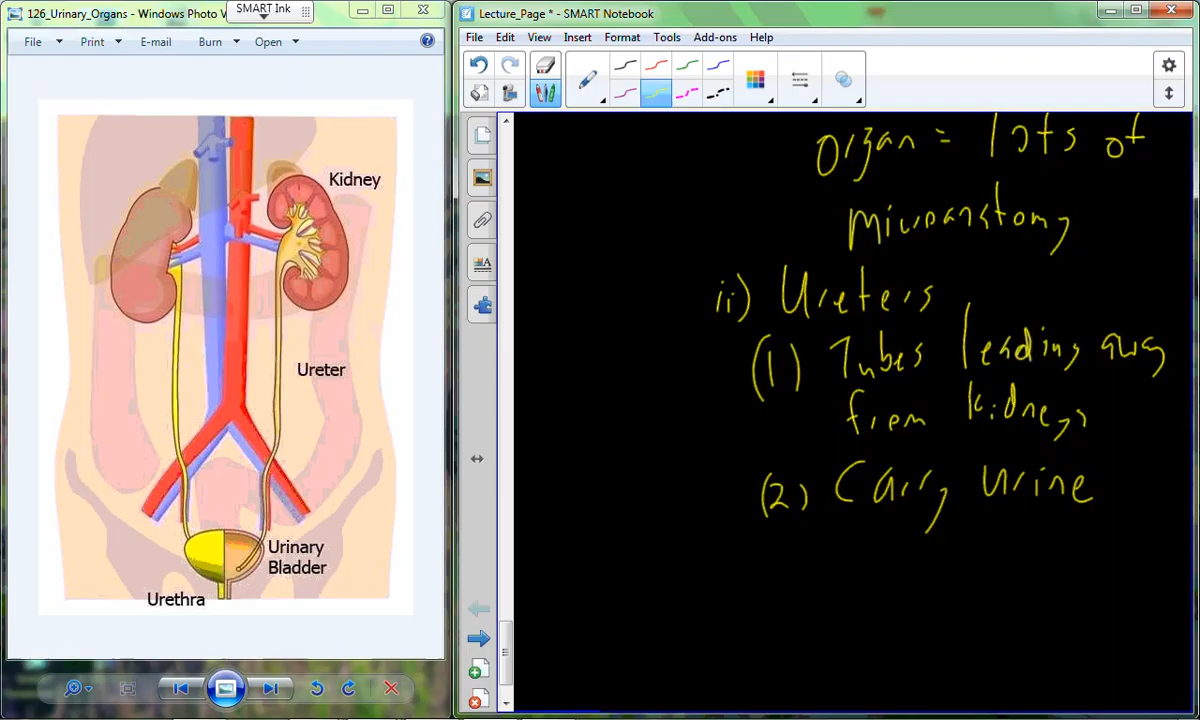 126_Urinary_Organs - Windows Photo V
SMART Ink
File Print E-mail Burn Open
Kidney
Ureter
Urinary
Bladder
Urethra
Lecture_Page * - SMART Notebook
File Edit View Insert Format Tools Add-ons Help
Organ = lots of
Microanatomy
ii) Ureters
(1) Tubes leading away
from kidneys
(2) Carry urine